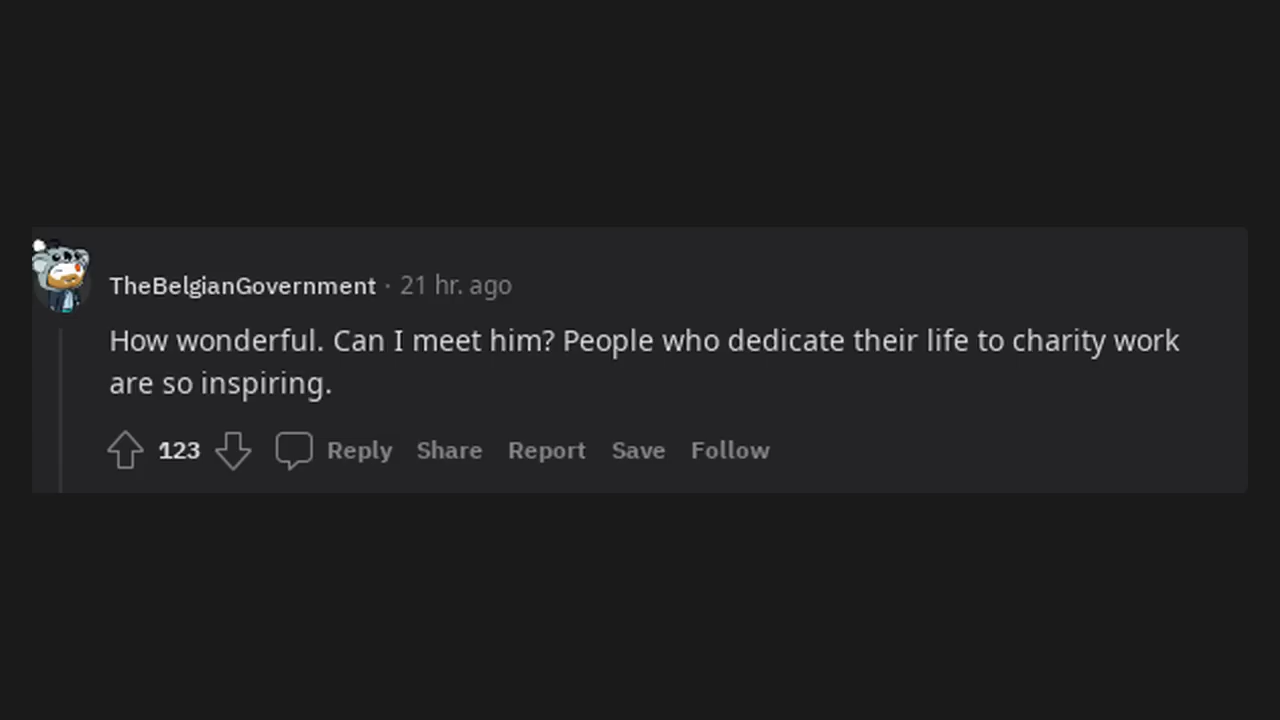 TheBelgianGovernment · 21 hr. ago
How wonderful. Can I meet him? People who dedicate their life to charity work
are so inspiring.
123 Reply Share Report Save Follow